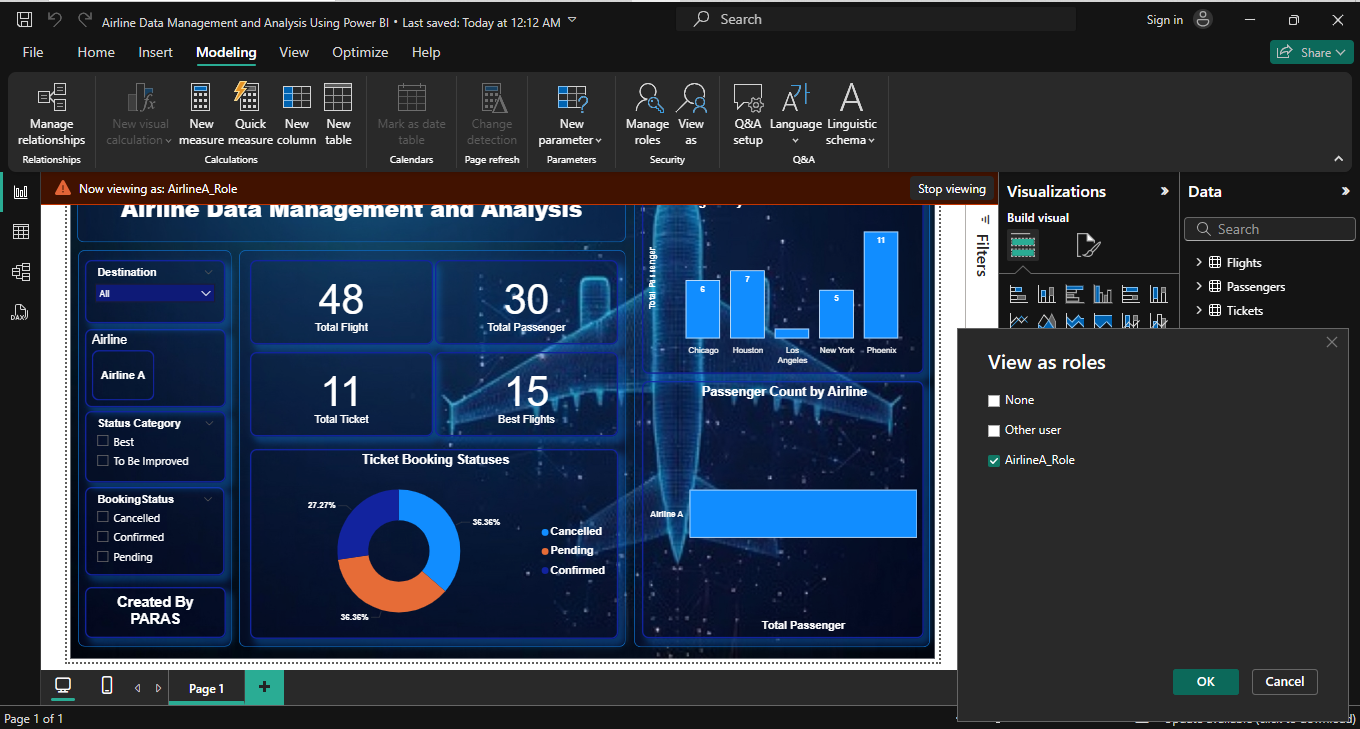 Airline Data Management and Analysis Using Power BI • Last saved: Today at 12:12 AM
Search
Sign in
File Home Insert Modeling View Optimize Help
Share
Manage relationships
New visual calculation
New measure
Quick measure
New column
New table
Mark as date table
Change detection
New parameter
Manage roles
View as
Q&A setup
Language
Linguistic schema
Relationships
Calculations
Calendars
Page refresh
Parameters
Security
Q&A
Now viewing as: AirlineA_Role
Stop viewing
Airline Data Management and Analysis
Destination
All
Airline
Airline A
Status Category
Best
To Be Improved
BookingStatus
Cancelled
Confirmed
Pending
Created By
PARAS
48
Total Flight
30
Total Passenger
11
Total Ticket
15
Best Flights
Ticket Booking Statuses
27.27%
36.36%
36.36%
Cancelled
Pending
Confirmed
Total Passenger
6
7
5
11
Chicago
Houston
Los Angeles
New York
Phoenix
Passenger Count by Airline
Airline A
Total Passenger
Filters
Visualizations
Build visual
Data
Search
Flights
Passengers
Tickets
View as roles
None
Other user
AirlineA_Role
OK
Cancel
DAX
Page 1
Page 1 of 1
Update available (click to download)